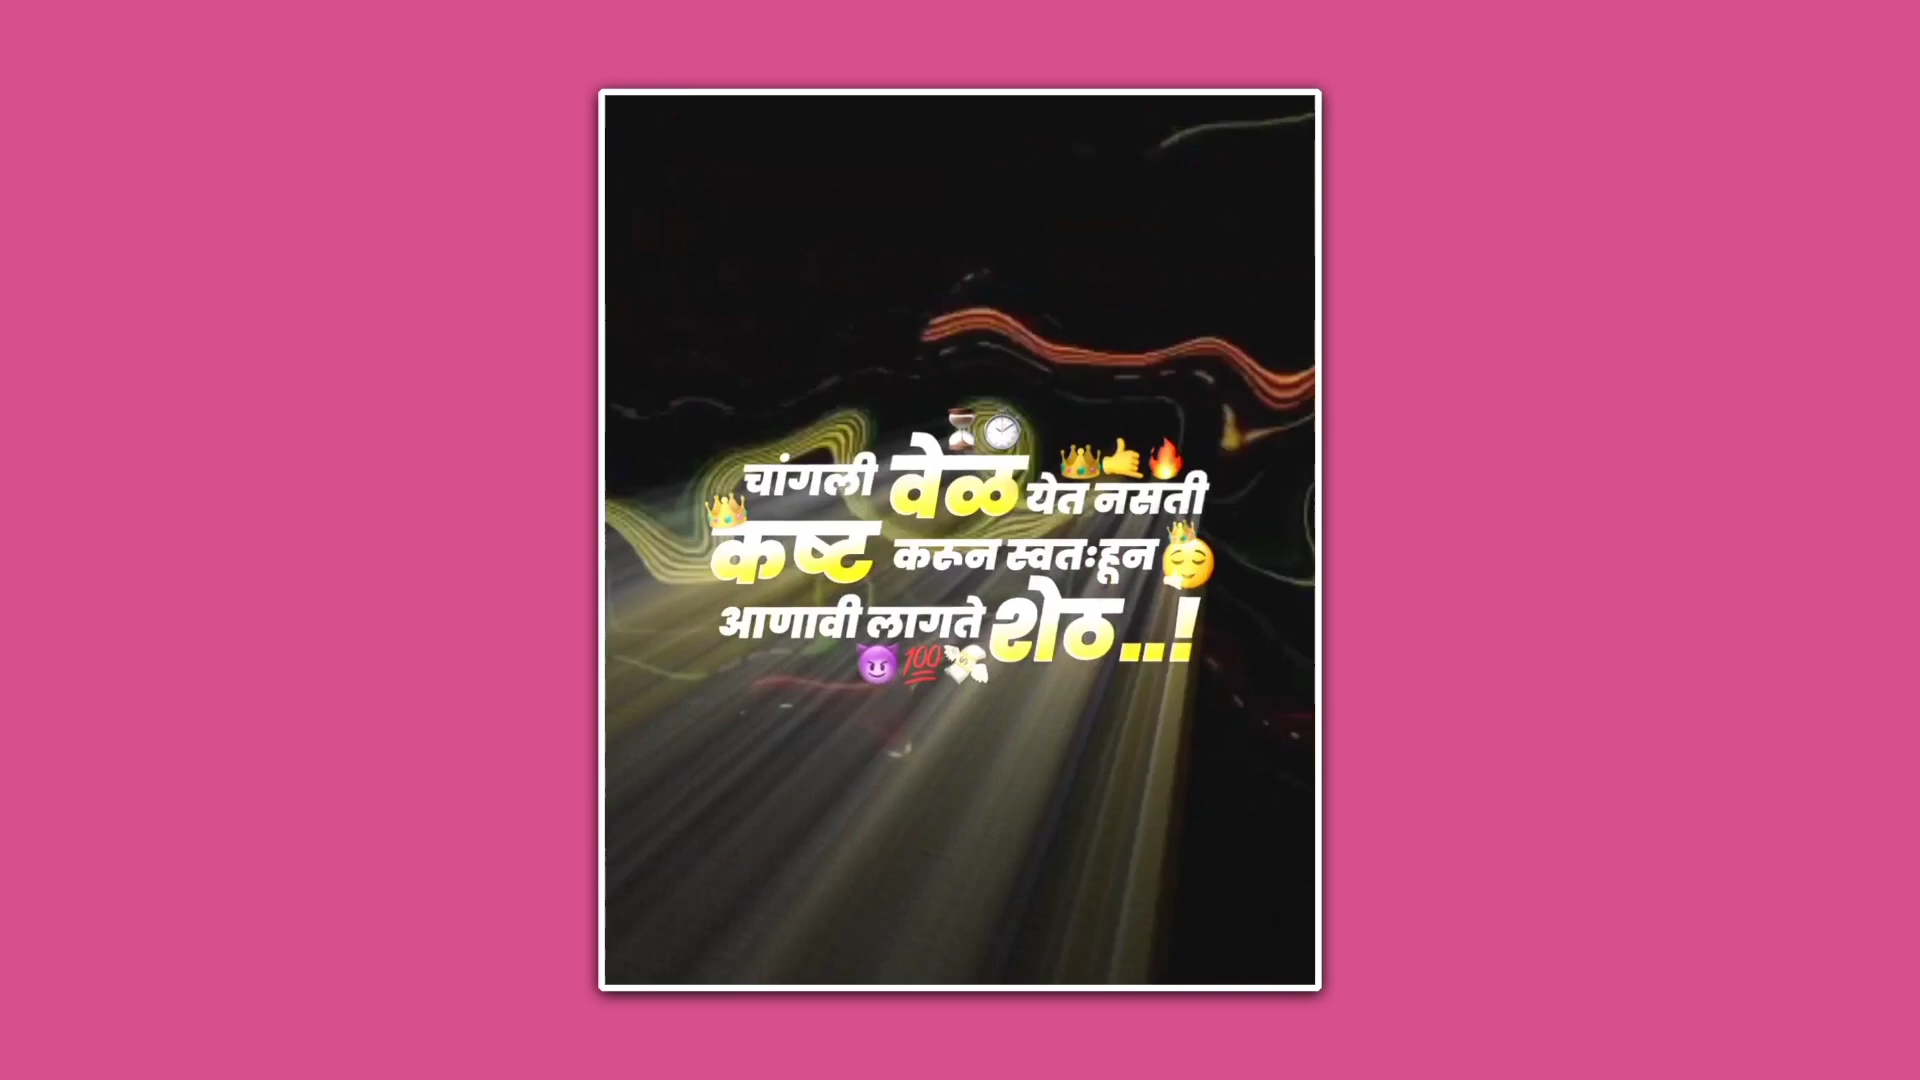 ⏳⏱️
👑🤙🔥
चांगली वेळ येत नसती
👑कष्ट करून स्वतःहून😌
आणावी लागते शेठ..!
😈💯💸